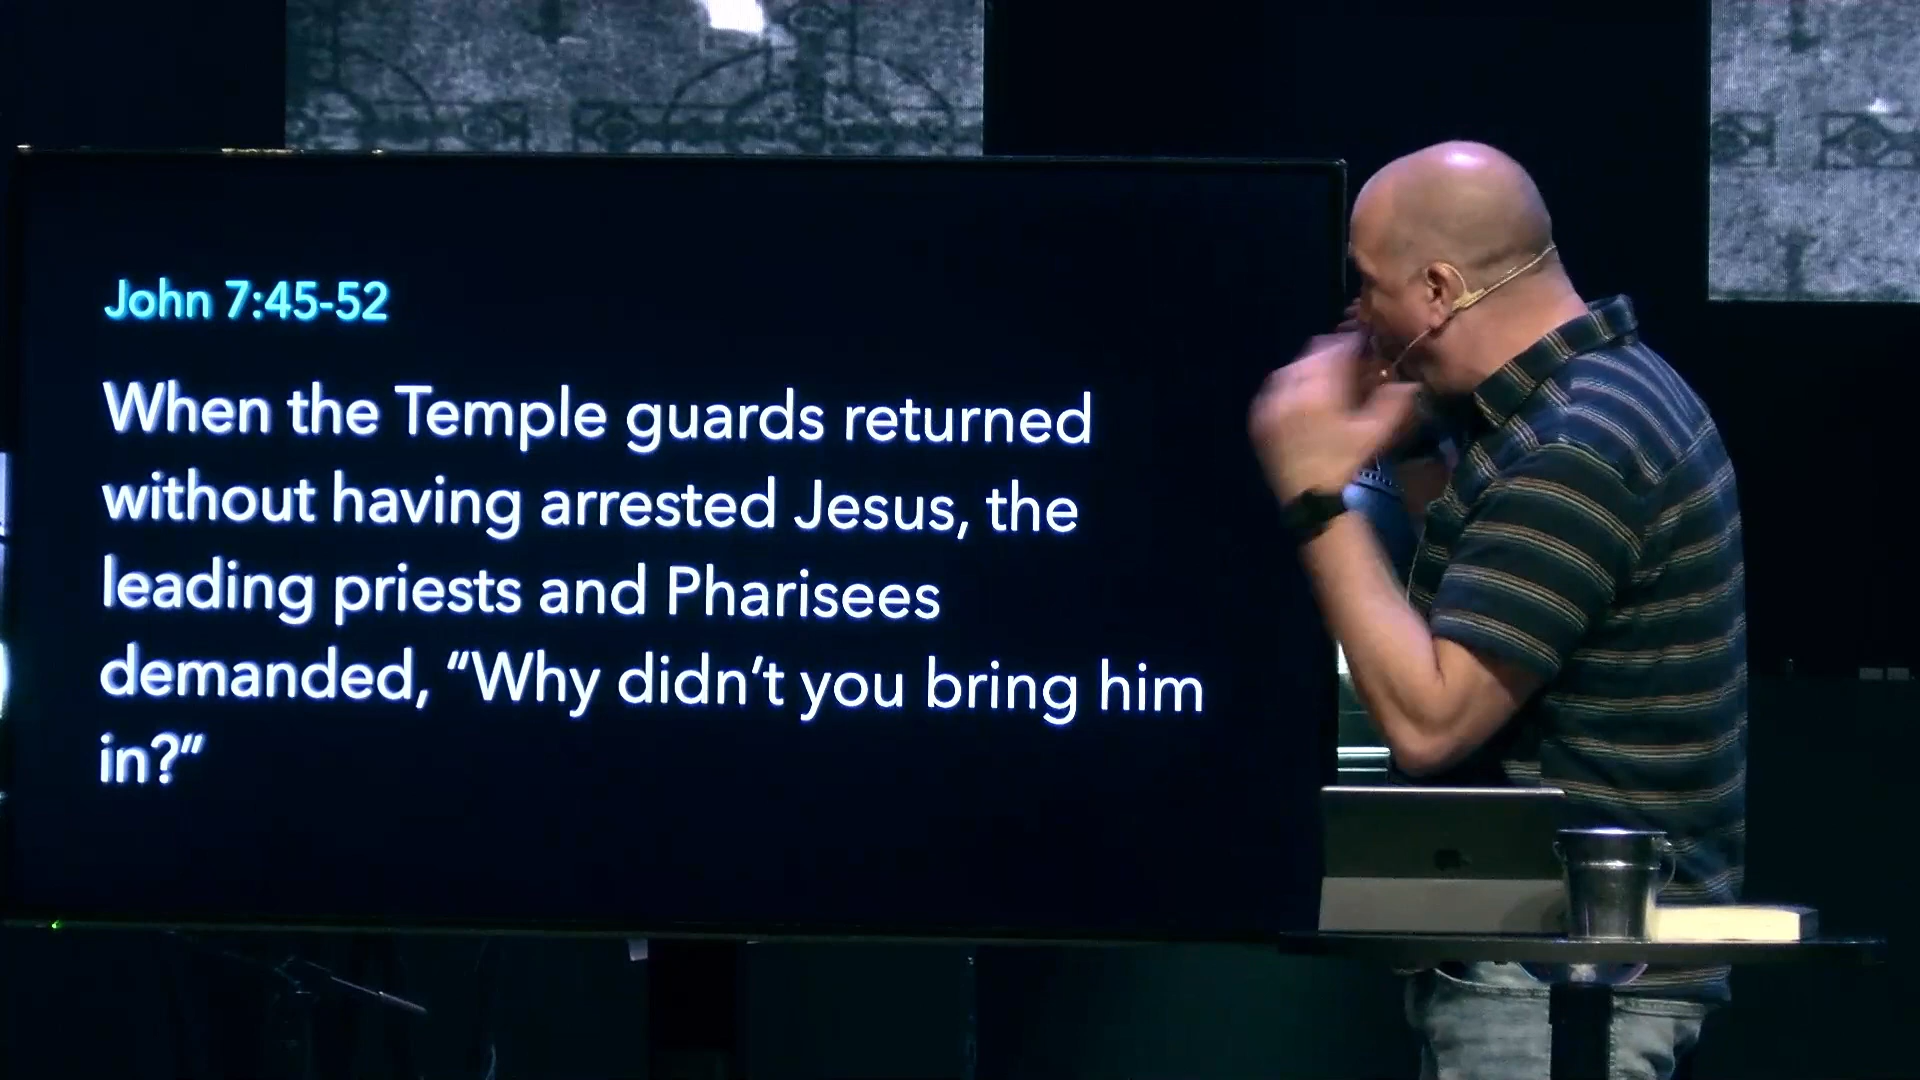 John 7:45-52
When the Temple guards returned
without having arrested Jesus, the
leading priests and Pharisees
demanded, “Why didn’t you bring him
in?”